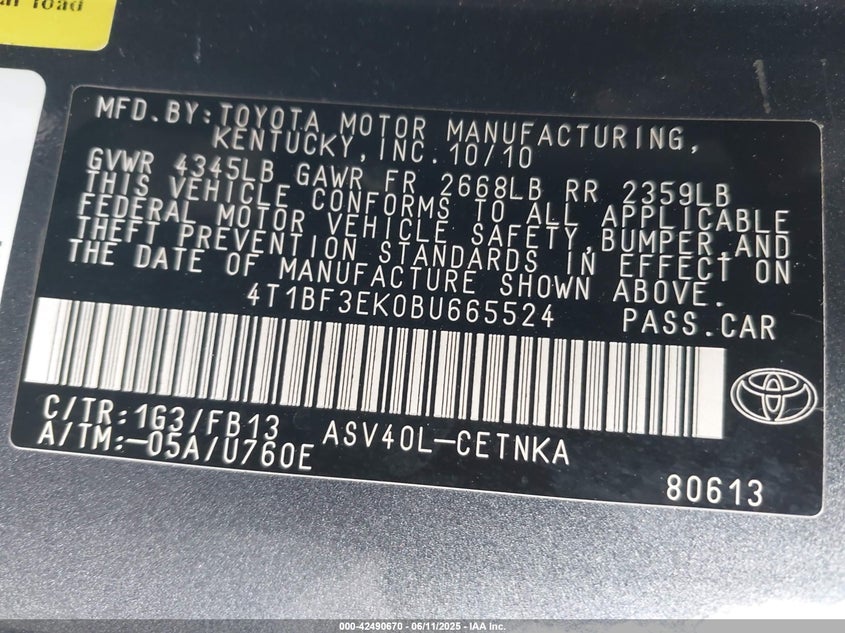 load
MFD.BY:TOYOTA MOTOR MANUFACTURING,
KENTUCKY, INC. 10/10
GVWR 4345LB GAWR FR 2668LB RR 2359LB
THIS VEHICLE CONFORMS TO ALL APPLICABLE
FEDERAL MOTOR VEHICLE SAFETY,BUMPER,AND
THEFT PREVENTION STANDARDS IN EFFECT ON
THE DATE OF MANUFACTURE SHOWN ABOVE.
4T1BF3EK0BU665524 PASS.CAR
C/TR:1G3/FB13 ASV40L-CETNKA
A/TM:-05A/U760E
80613
000-42490670 - 06/11/2025 - IAA Inc.